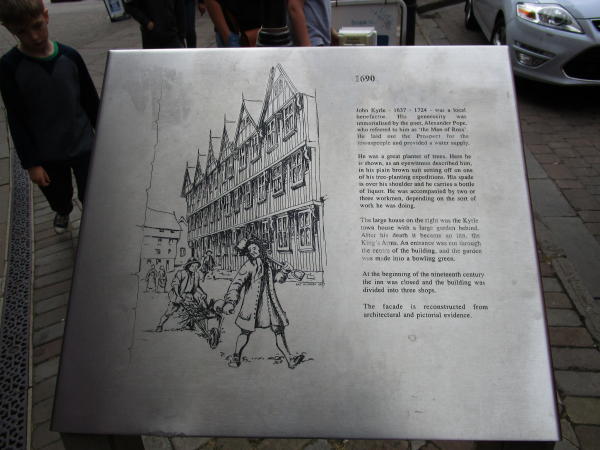 1690
John Kyrle - 1637 - 1724 - was a local
benefactor. His generosity was
immortalised by the poet, Alexander Pope,
who referred to him as 'the Man of Ross'.
He laid out the Prospect for the
townspeople and provided a water supply.
He was a great planter of trees. Here he
is shown, as an eyewitness described him,
in his plain brown suit setting off on one
of his tree-planting expeditions. His spade
is over his shoulder and he carries a bottle
of liquor. He was accompanied by two or
three workmen, depending on the sort of
work he was doing.
The large house on the right was the Kyrle
town house with a large garden behind.
After his death it became an inn, the
King's Arms. An entrance was cut through
the centre of the building, and the garden
was made into a bowling green.
At the beginning of the nineteenth century
the inn was closed and the building was
divided into three shops.
The facade is reconstructed from
architectural and pictorial evidence.